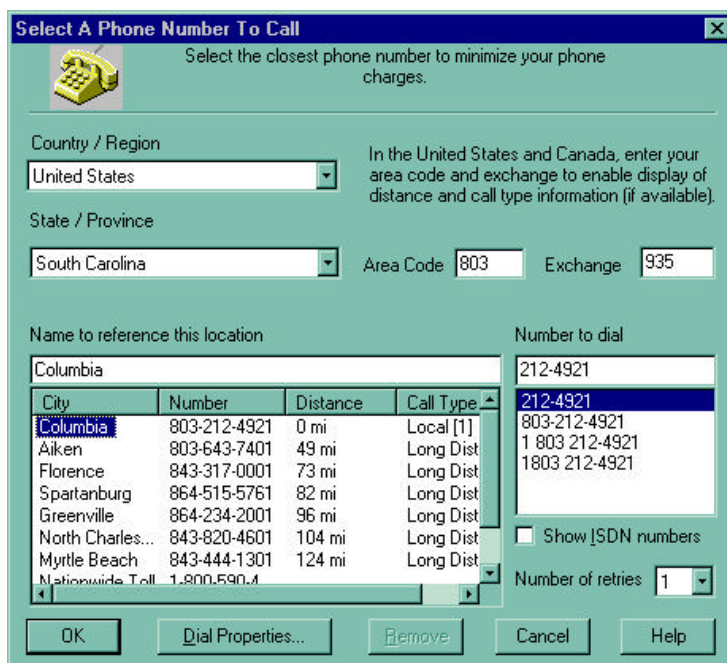 Select A Phone Number To Call
Select the closest phone number to minimize your phone
charges.
Country / Region
United States
In the United States and Canada, enter your
area code and exchange to enable display of
distance and call type information (if available).
State / Province
South Carolina
Area Code 803 Exchange 935
Name to reference this location
Columbia
City Number Distance Call Type
Columbia 803-212-4921 0 mi Local [1]
Aiken 803-643-7401 49 mi Long Dist
Florence 843-317-0001 73 mi Long Dist
Spartanburg 864-515-5761 82 mi Long Dist
Greenville 864-234-2001 96 mi Long Dist
North Charles... 843-820-4601 104 mi Long Dist
Myrtle Beach 843-444-1301 124 mi Long Dist
Nationwide Toll 1-800-590-4
Number to dial
212-4921
212-4921
803-212-4921
1 803 212-4921
1803 212-4921
Show ISDN numbers
Number of retries 1
OK Dial Properties... Remove Cancel Help